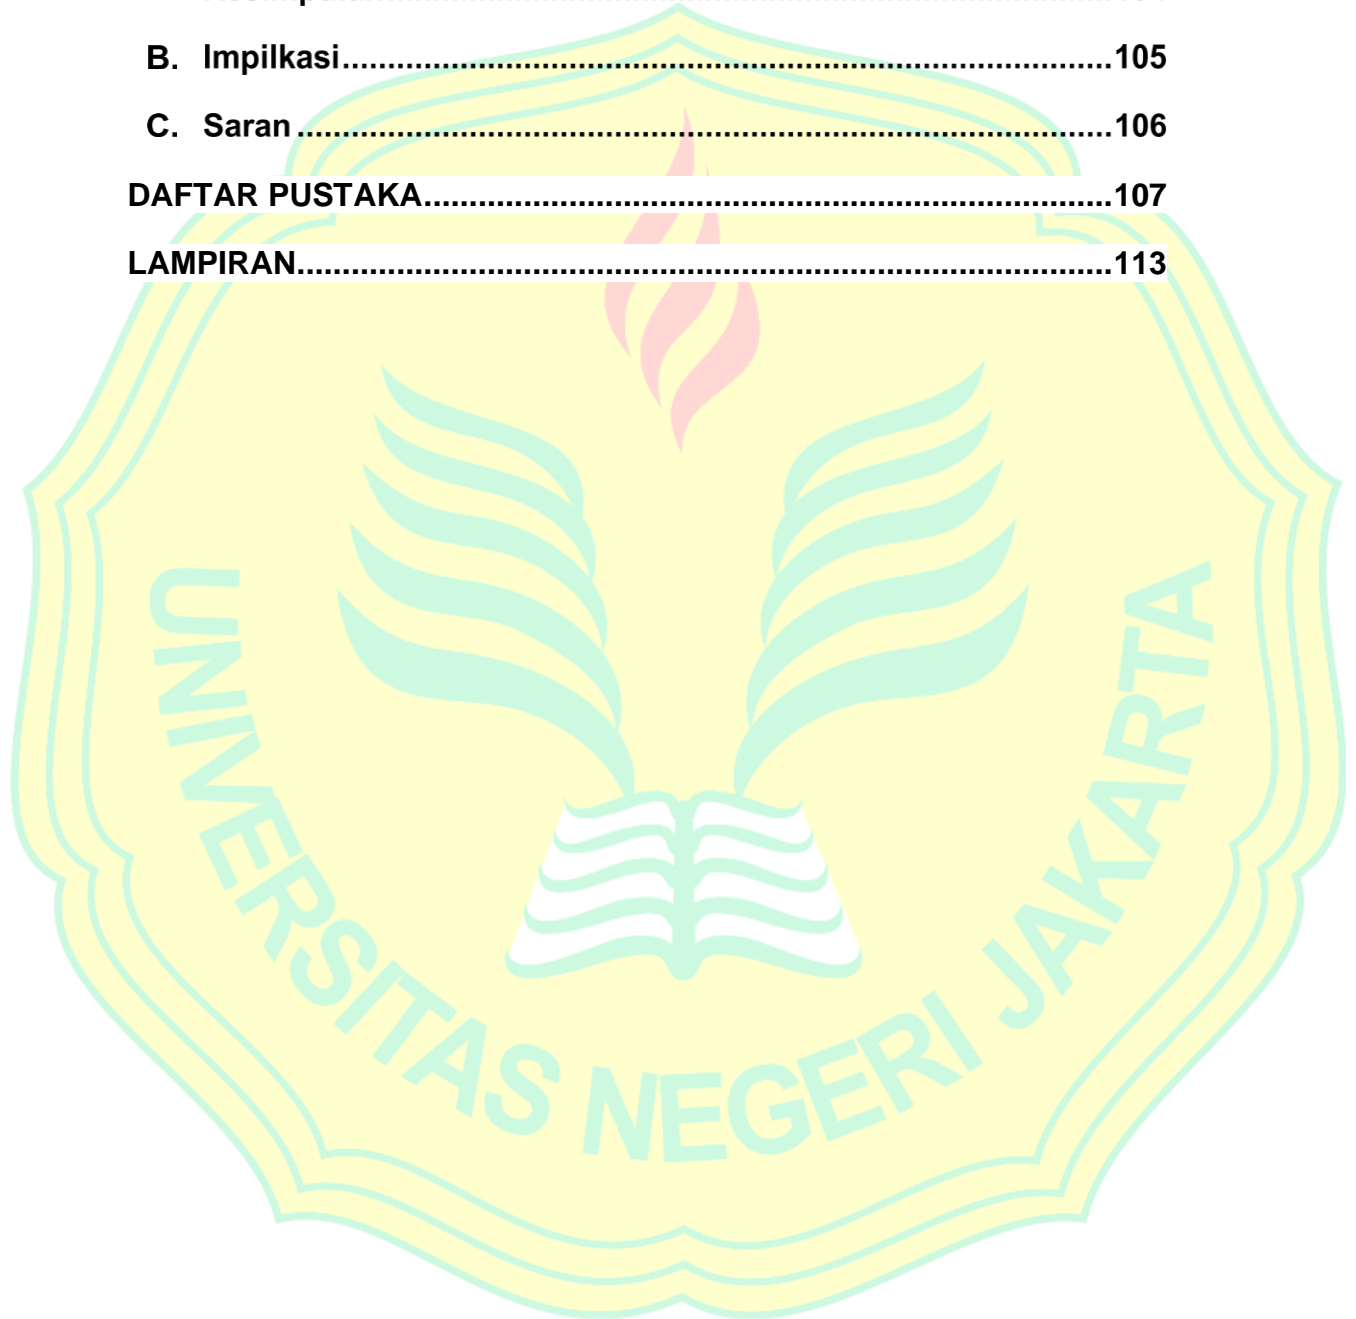 B. Impilkasi....................................................................................105
C. Saran.........................................................................................106
DAFTAR PUSTAKA...........................................................................107
LAMPIRAN.........................................................................................113
UNIVERSITAS NEGERI JAKARTA